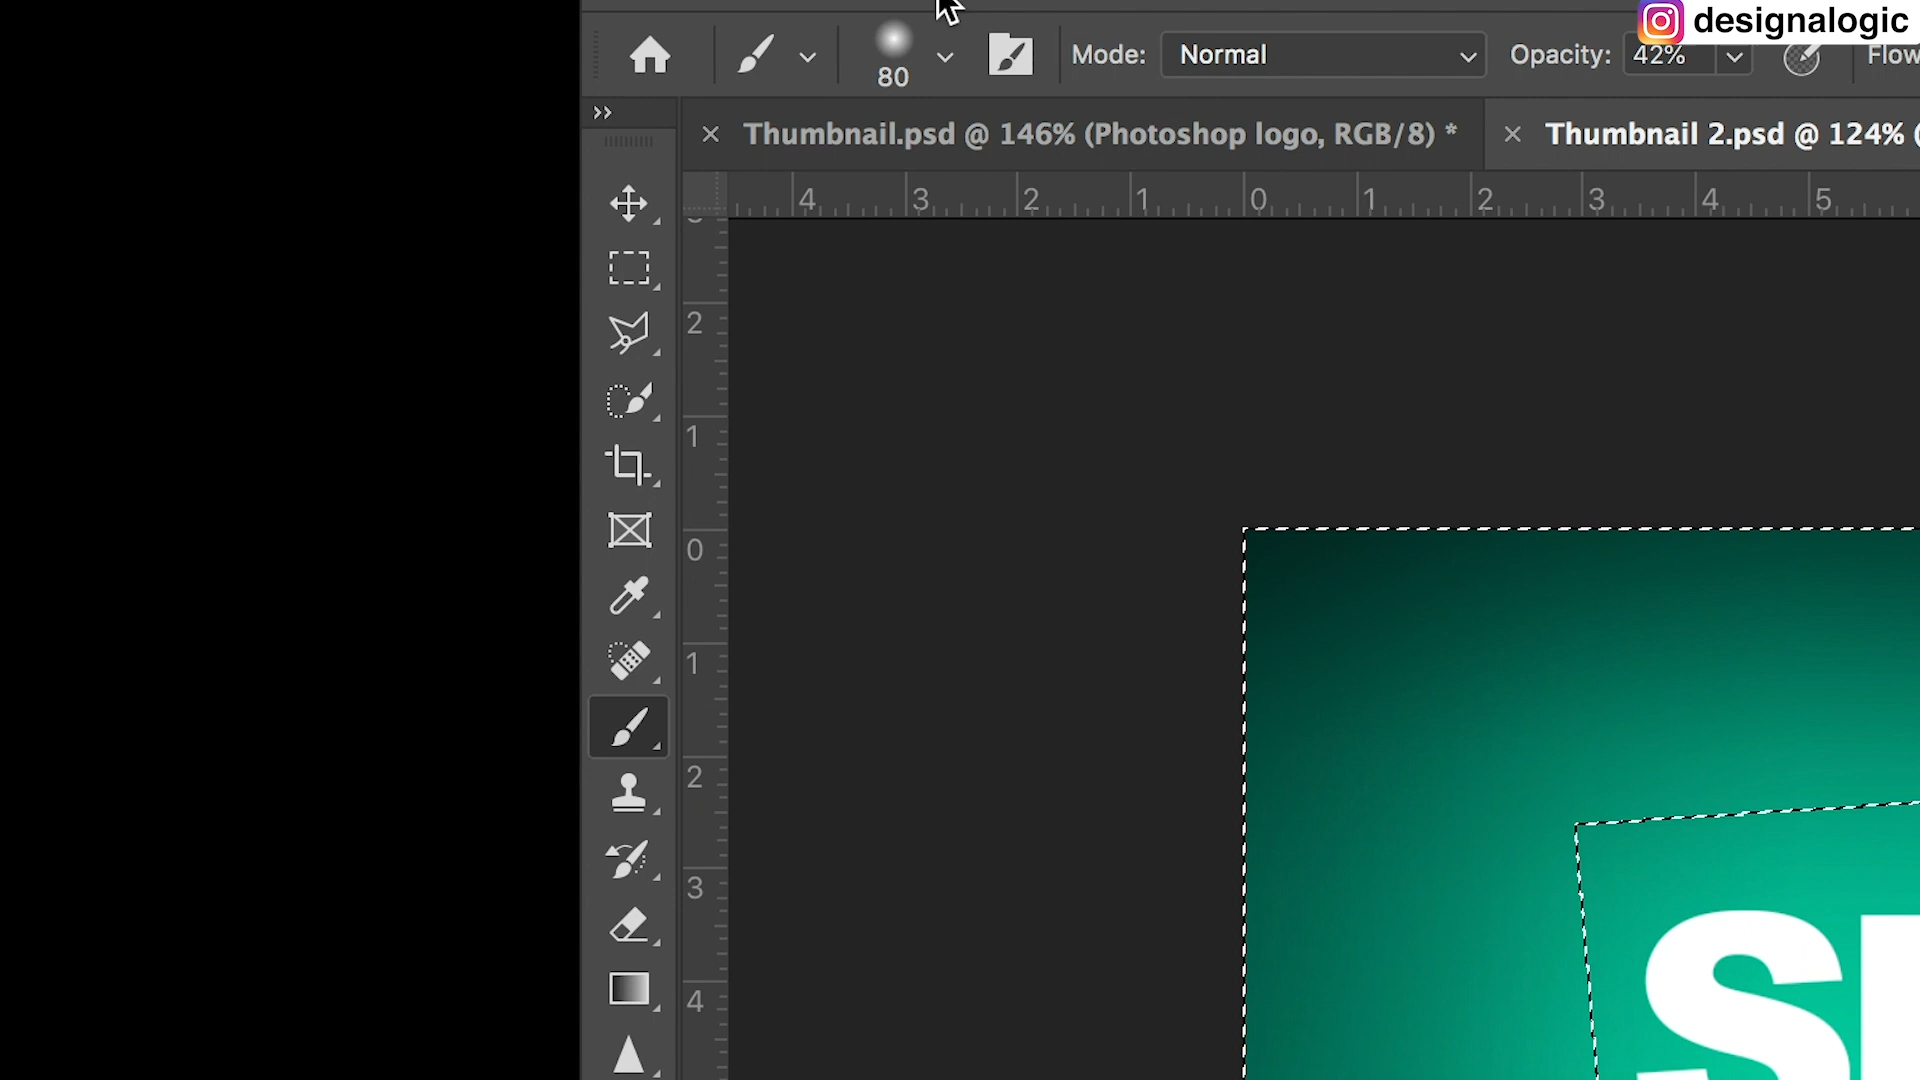 designalogic
80
Mode: Normal
Opacity: 42%
Flow
Thumbnail.psd @ 146% (Photoshop logo, RGB/8) *
Thumbnail 2.psd @ 124%
4 3 2 1 0 1 2 3 4 5
2
1
0
1
2
3
4
S